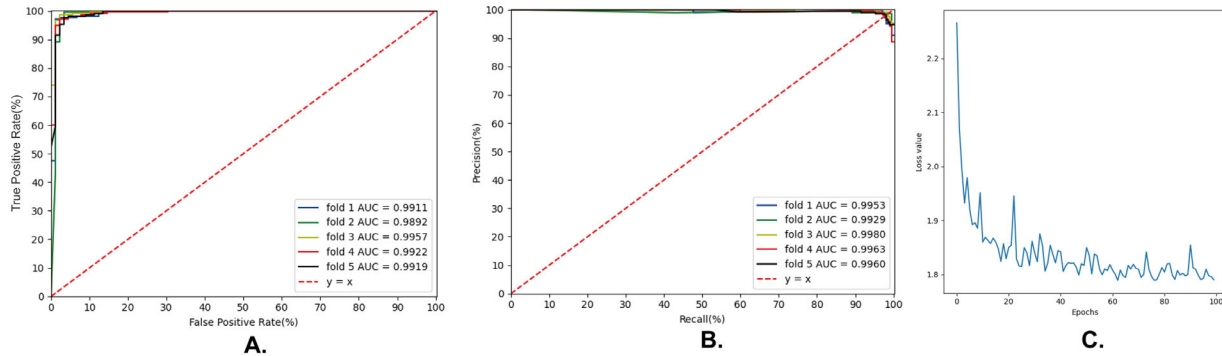 True Positive Rate(%)
100
90
80
70
60
50
40
30
20
10
0
fold 1 AUC = 0.9911
fold 2 AUC = 0.9892
fold 3 AUC = 0.9957
fold 4 AUC = 0.9922
fold 5 AUC = 0.9919
y = x
0 10 20 30 40 50 60 70 80 90 100
False Positive Rate(%)
A.
Precision(%)
100
90
80
70
60
50
40
30
20
10
0
fold 1 AUC = 0.9953
fold 2 AUC = 0.9929
fold 3 AUC = 0.9980
fold 4 AUC = 0.9963
fold 5 AUC = 0.9960
y = x
0 10 20 30 40 50 60 70 80 90 100
Recall(%)
B.
Loss value
2.2
2.1
2.0
1.9
1.8
0 20 40 60 80 100
Epochs
C.